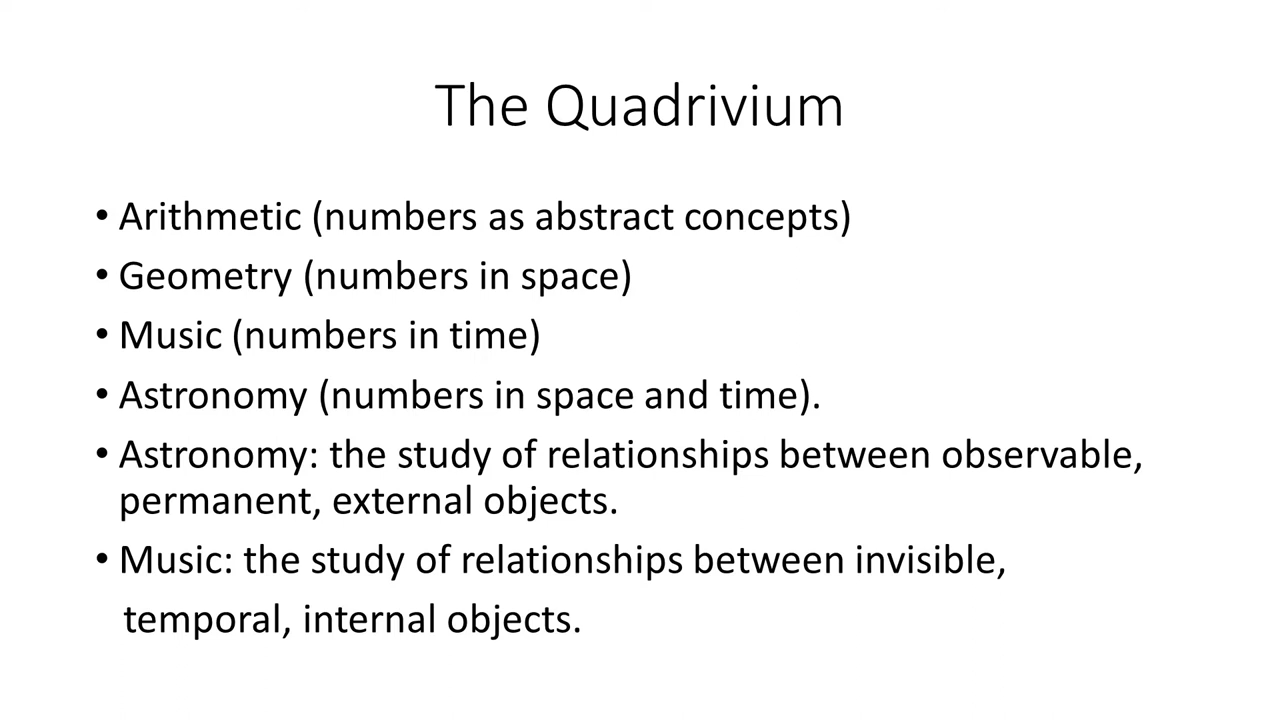 The Quadrivium
• Arithmetic (numbers as abstract concepts)
• Geometry (numbers in space)
• Music (numbers in time)
• Astronomy (numbers in space and time).
• Astronomy: the study of relationships between observable,
permanent, external objects.
• Music: the study of relationships between invisible,
temporal, internal objects.